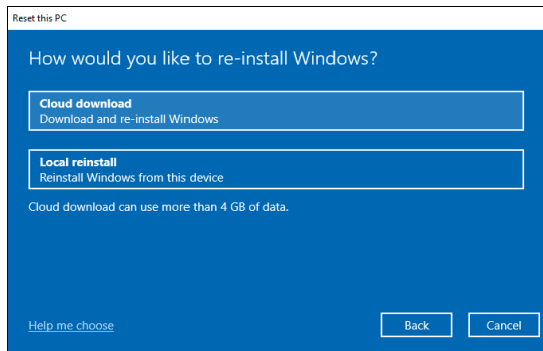 Reset this PC
How would you like to re-install Windows?
Cloud download
Download and re-install Windows
Local reinstall
Reinstall Windows from this device
Cloud download can use more than 4 GB of data.
Help me choose
Back
Cancel